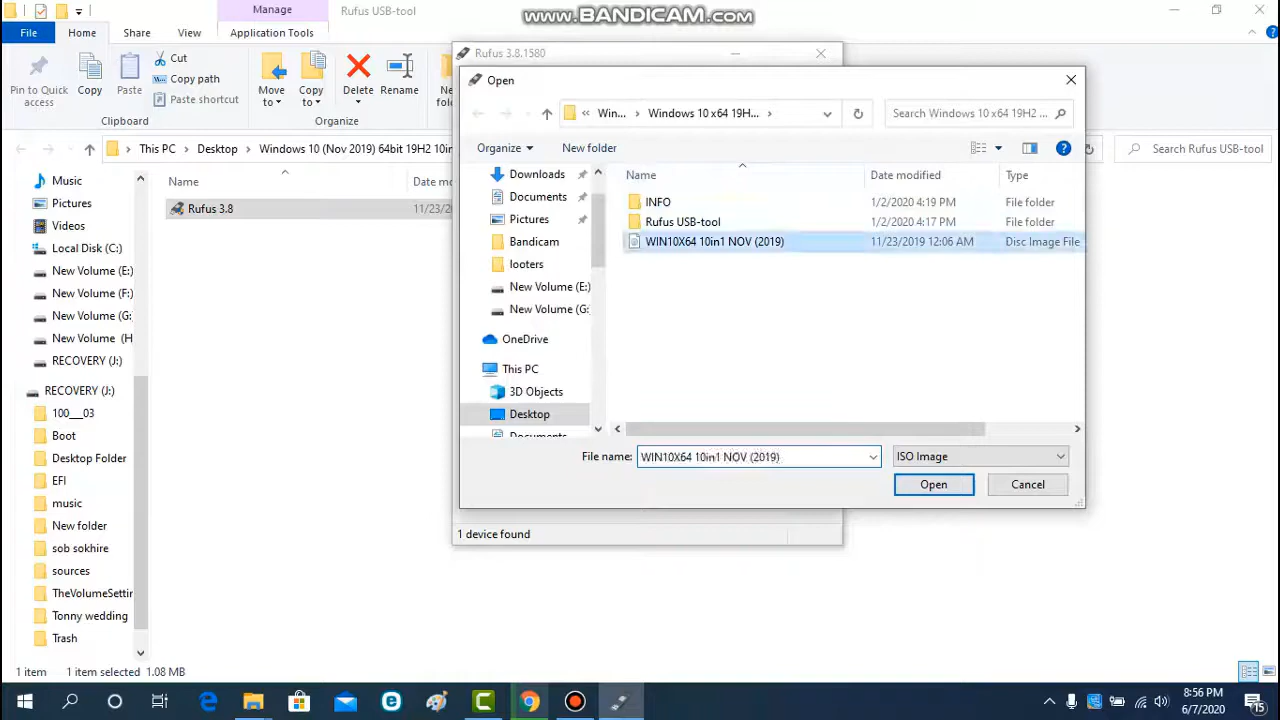 Manage
Rufus USB-tool
www.BANDICAM.com
File
Home
Share
View
Application Tools
Pin to Quick
access
Copy
Paste
Cut
Copy path
Paste shortcut
Clipboard
Move
to
Copy
to
Delete
Rename
Organize
This PC
Desktop
Windows 10 (Nov 2019) 64bit 19H2 10in
Search Rufus USB-tool
Music
Pictures
Videos
Local Disk (C:)
New Volume (E:)
New Volume (F:)
New Volume (G:
New Volume (H
RECOVERY (J:)
RECOVERY (J:)
100___03
Boot
Desktop Folder
EFI
music
New folder
sob sokhire
sources
TheVolumeSettin
Tonny wedding
Trash
Name
Date mo
Rufus 3.8
11/23/20
Rufus 3.8.1580
Open
Win...
Windows 10 x64 19H...
Search Windows 10 x64 19H2 ...
Organize
New folder
Downloads
Documents
Pictures
Bandicam
looters
New Volume (E:)
New Volume (G:
OneDrive
This PC
3D Objects
Desktop
Documents
Name
Date modified
Type
INFO
1/2/2020 4:19 PM
File folder
Rufus USB-tool
1/2/2020 4:17 PM
File folder
WIN10X64 10in1 NOV (2019)
11/23/2019 12:06 AM
Disc Image File
File name:
WIN10X64 10in1 NOV (2019)
ISO Image
Open
Cancel
1 device found
1 item
1 item selected 1.08 MB
8:56 PM
6/7/2020
15